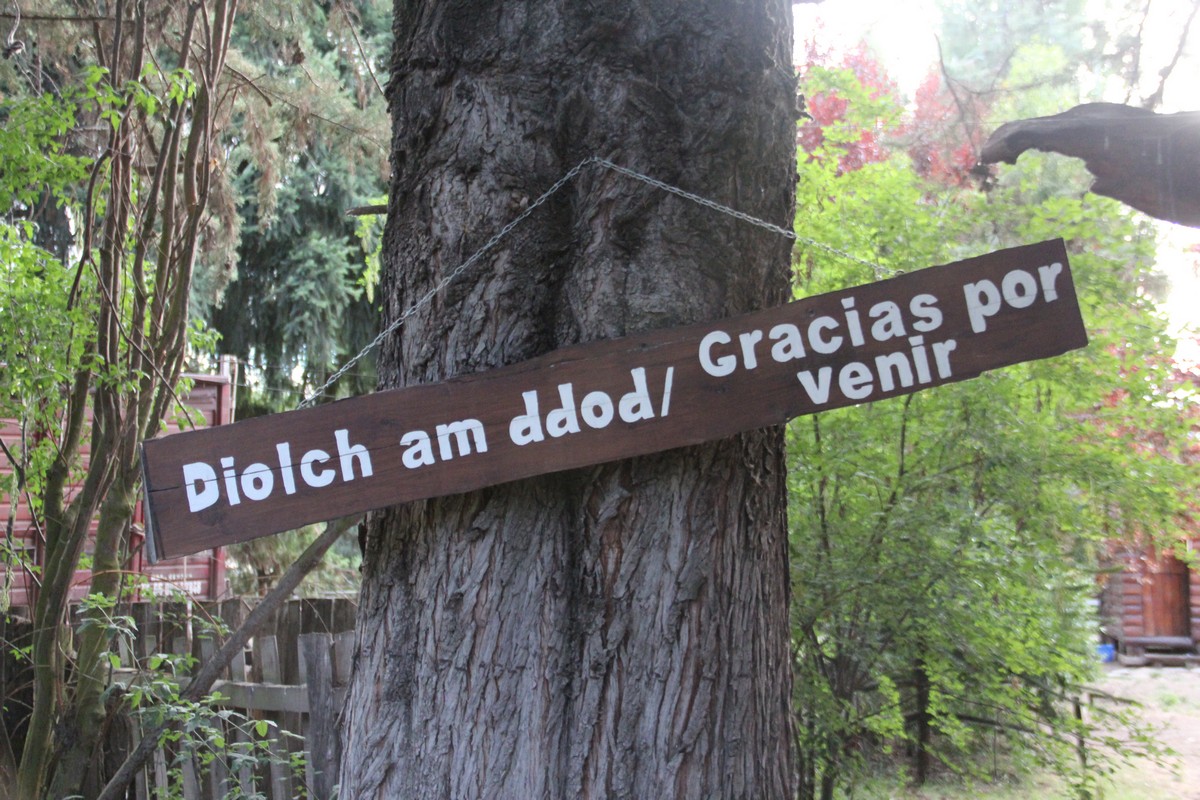 Diolch am ddod/ Gracias por
venir